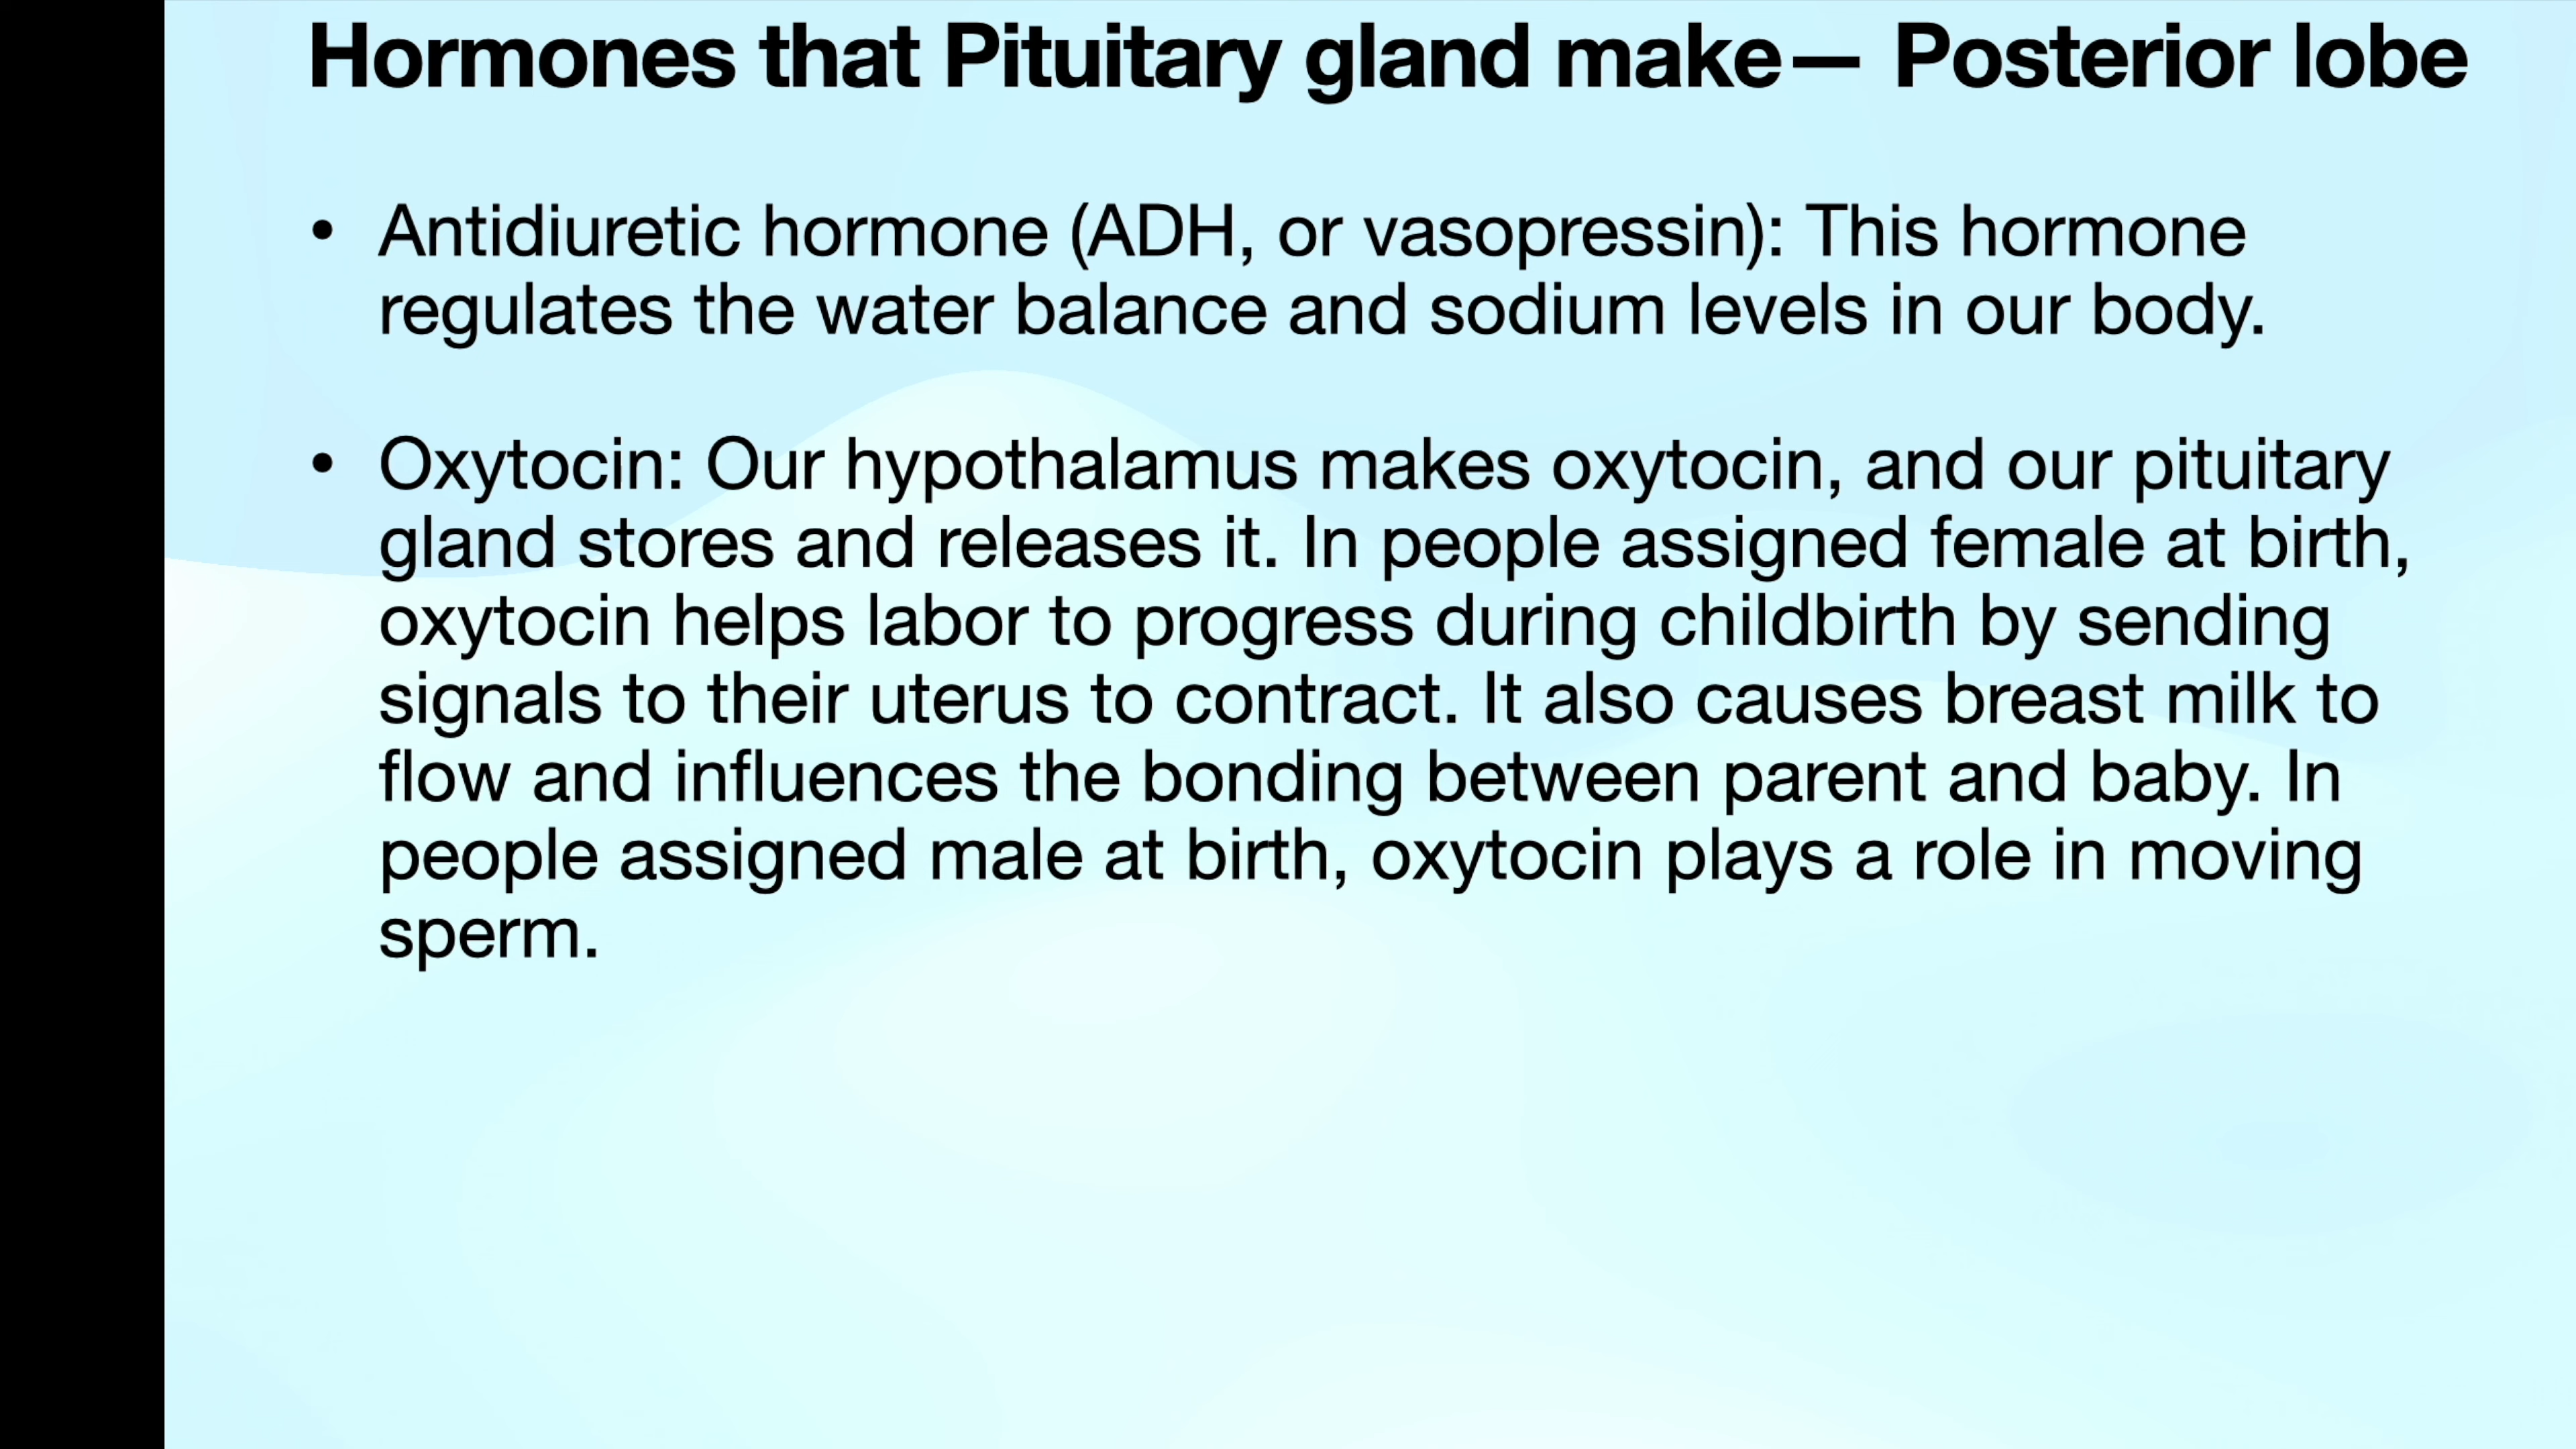 Hormones that Pituitary gland make— Posterior lobe
• Antidiuretic hormone (ADH, or vasopressin): This hormone
regulates the water balance and sodium levels in our body.
• Oxytocin: Our hypothalamus makes oxytocin, and our pituitary
gland stores and releases it. In people assigned female at birth,
oxytocin helps labor to progress during childbirth by sending
signals to their uterus to contract. It also causes breast milk to
flow and influences the bonding between parent and baby. In
people assigned male at birth, oxytocin plays a role in moving
sperm.